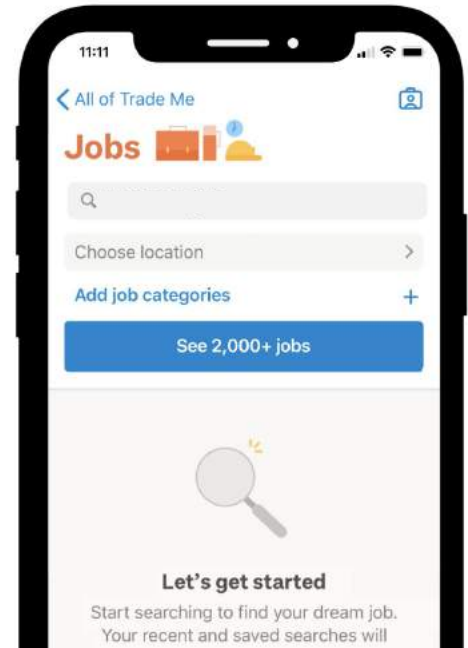 11:11
All of Trade Me
Jobs
Choose location
Add job categories
See 2,000+ jobs
Let's get started
Start searching to find your dream job.
Your recent and saved searches will